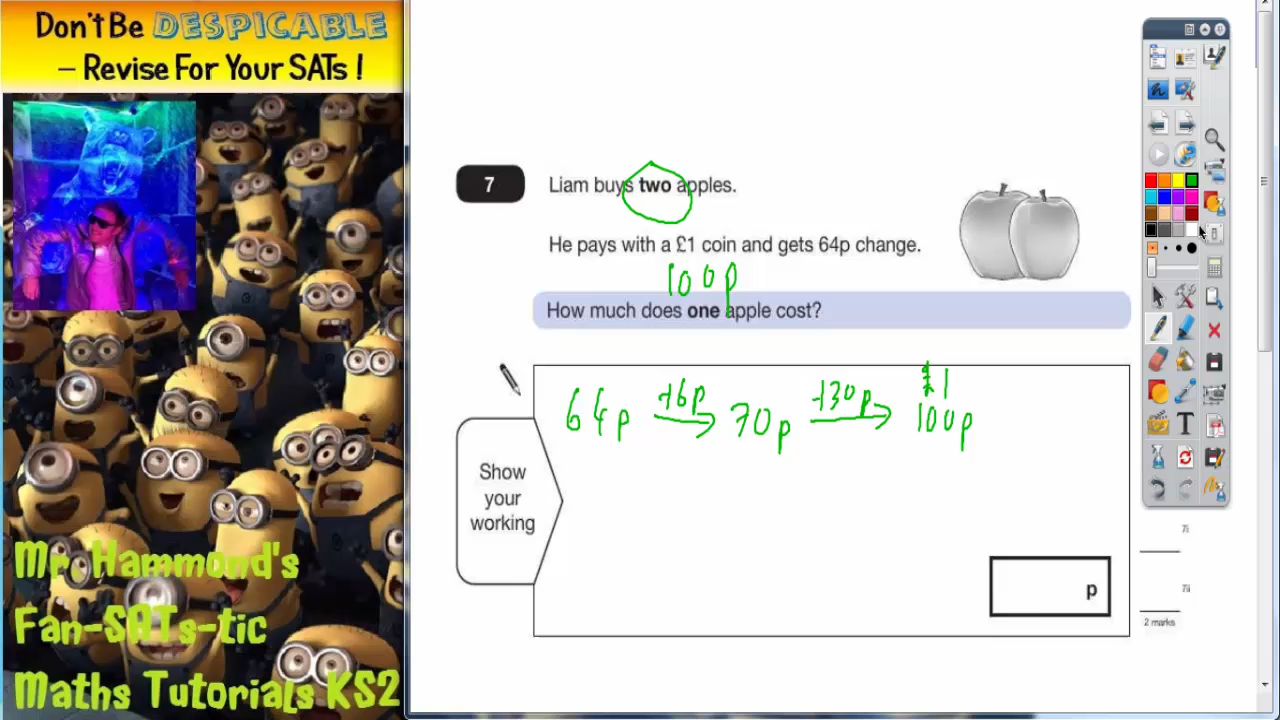 Don't Be DESPICABLE
– Revise For Your SATs !
Mr. Hammond's
Fan-SATs-tic
Maths Tutorials KS2
7
Liam buys two apples.
He pays with a £1 coin and gets 64p change.
100p
How much does one apple cost?
+6p
+30p
£1
64p
70p
100p
Show
your
working
p
7i
7ii
2 marks